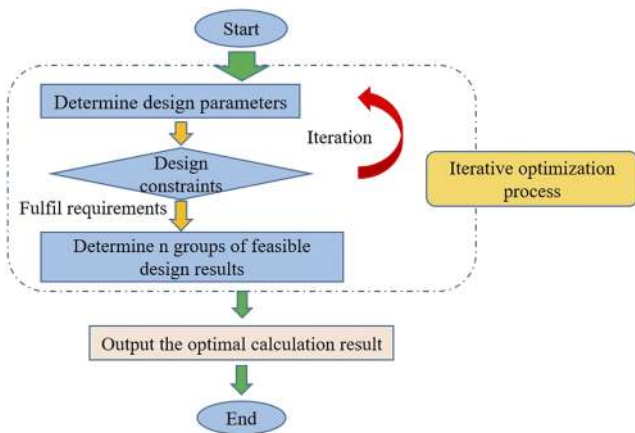 Start
Determine design parameters
Iteration
Design
constraints
Iterative optimization
process
Fulfil requirements
Determine n groups of feasible
design results
Output the optimal calculation result
End